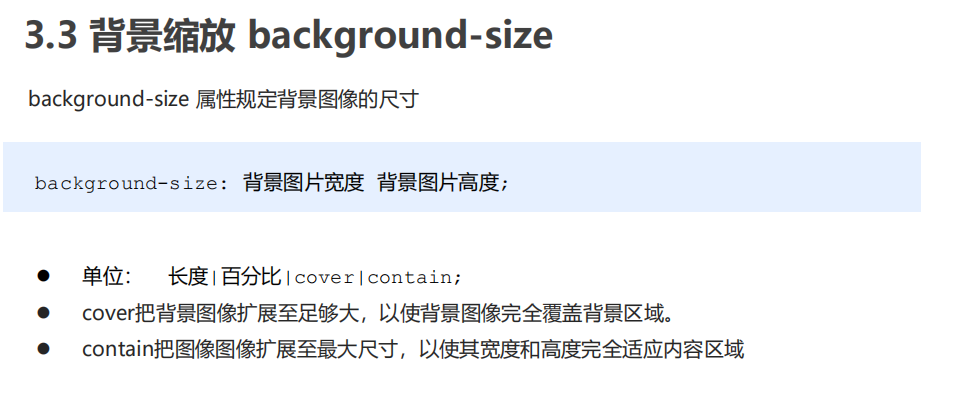 3.3 背景缩放 background-size
background-size 属性规定背景图像的尺寸
background-size: 背景图片宽度 背景图片高度;
● 单位： 长度|百分比|cover|contain;
● cover把背景图像扩展至足够大，以使背景图像完全覆盖背景区域。
● contain把图像图像扩展至最大尺寸，以使其宽度和高度完全适应内容区域